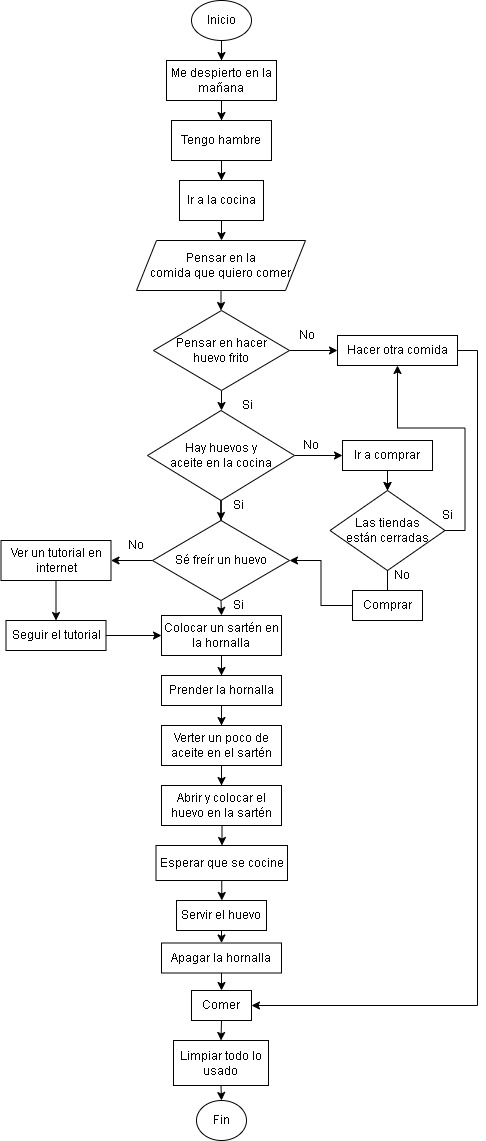 Inicio
Me despierto en la
mañana
Tengo hambre
Ir a la cocina
Pensar en la
comida que quiero comer
Pensar en hacer
huevo frito
No
Hacer otra comida
Si
Hay huevos y
aceite en la cocina
No
Ir a comprar
Si
Las tiendas
están cerradas
Si
No
Comprar
Sé freír un huevo
No
Ver un tutorial en
internet
Seguir el tutorial
Si
Colocar un sartén en
la hornalla
Prender la hornalla
Verter un poco de
aceite en el sartén
Abrir y colocar el
huevo en la sartén
Esperar que se cocine
Servir el huevo
Apagar la hornalla
Comer
Limpiar todo lo
usado
Fin